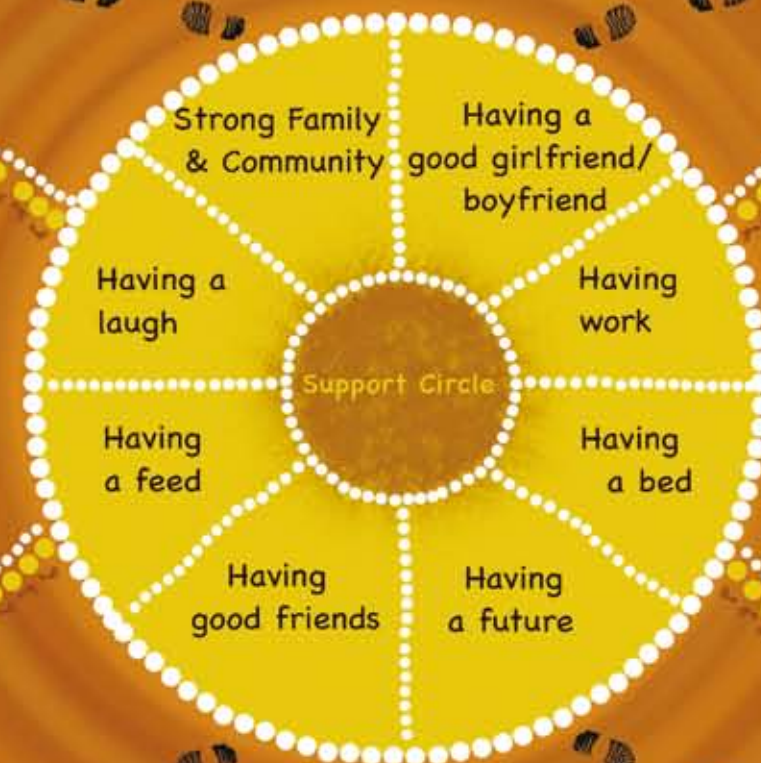 Strong Family
& Community
Having a
good girlfriend/
boyfriend
Having
work
Having
a bed
Having
a future
Having
good friends
Having
a feed
Having a
laugh
Support Circle